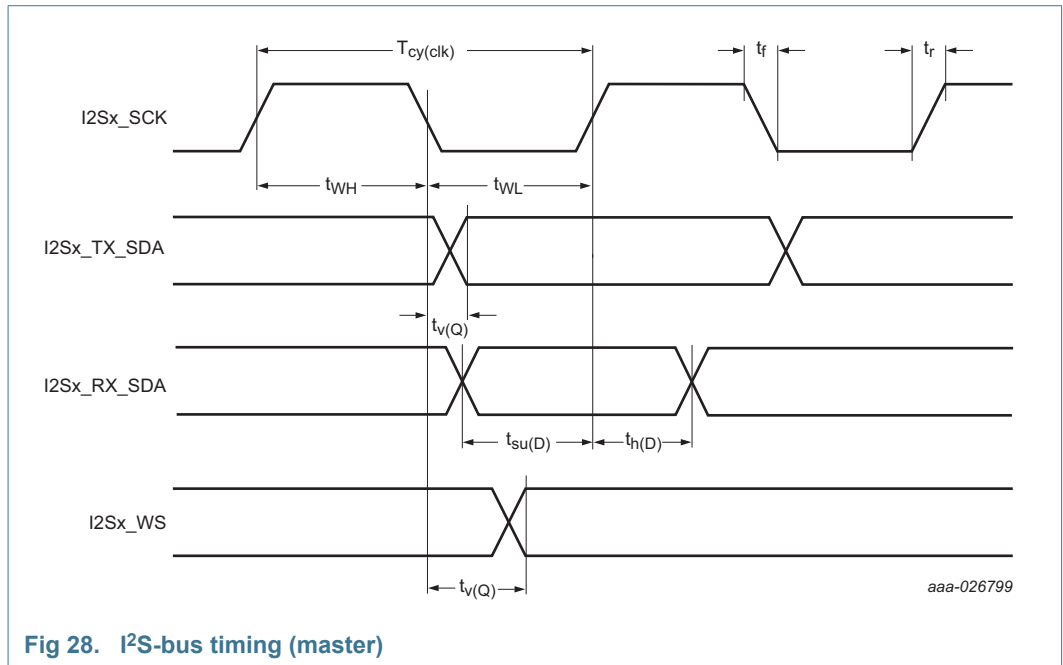 Tcy(clk)
tf
tr
I2Sx_SCK
tWH
tWL
I2Sx_TX_SDA
tv(Q)
I2Sx_RX_SDA
tsu(D)
th(D)
I2Sx_WS
tv(Q)
aaa-026799
Fig 28. I²S-bus timing (master)